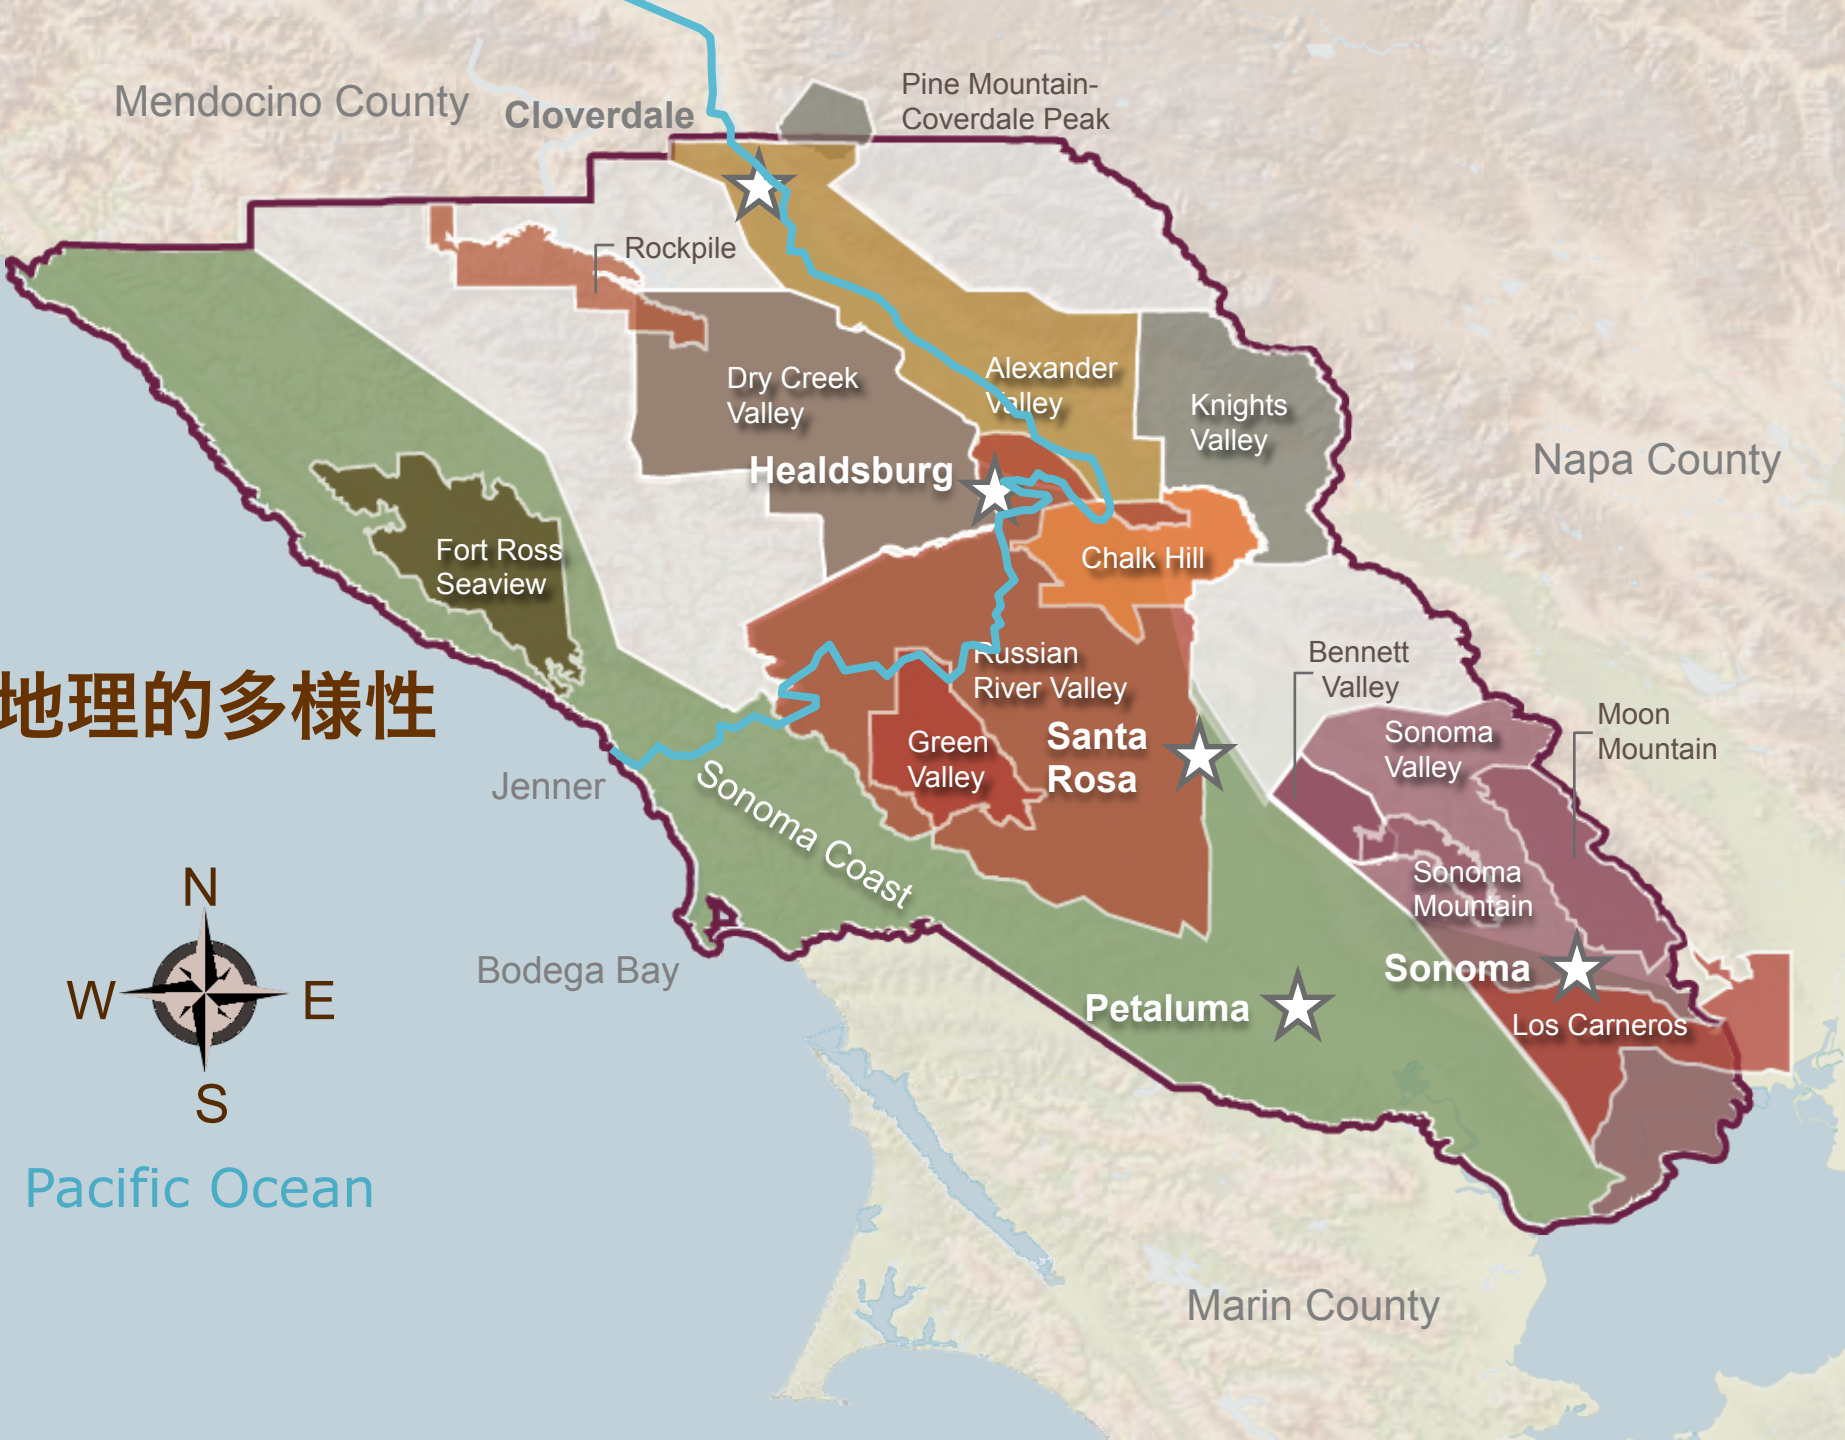 Pine Mountain-
Coverdale Peak
Mendocino County
Cloverdale
Rockpile
Dry Creek
Valley
Alexander
Valley
Knights
Valley
Napa County
Healdsburg
Fort Ross
Seaview
Chalk Hill
Russian
River Valley
Bennett
Valley
地理的多様性
Sonoma
Valley
Moon
Mountain
Green
Valley
Santa
Rosa
Jenner
Sonoma Coast
Sonoma
Mountain
N
W
E
S
Bodega Bay
Sonoma
Petaluma
Los Carneros
Pacific Ocean
Marin County